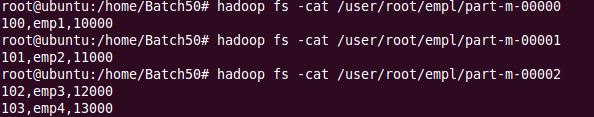 root@ubuntu:/home/Batch50# hadoop fs -cat /user/root/empl/part-m-00000
100,emp1,10000
root@ubuntu:/home/Batch50# hadoop fs -cat /user/root/empl/part-m-00001
101,emp2,11000
root@ubuntu:/home/Batch50# hadoop fs -cat /user/root/empl/part-m-00002
102,emp3,12000
103,emp4,13000